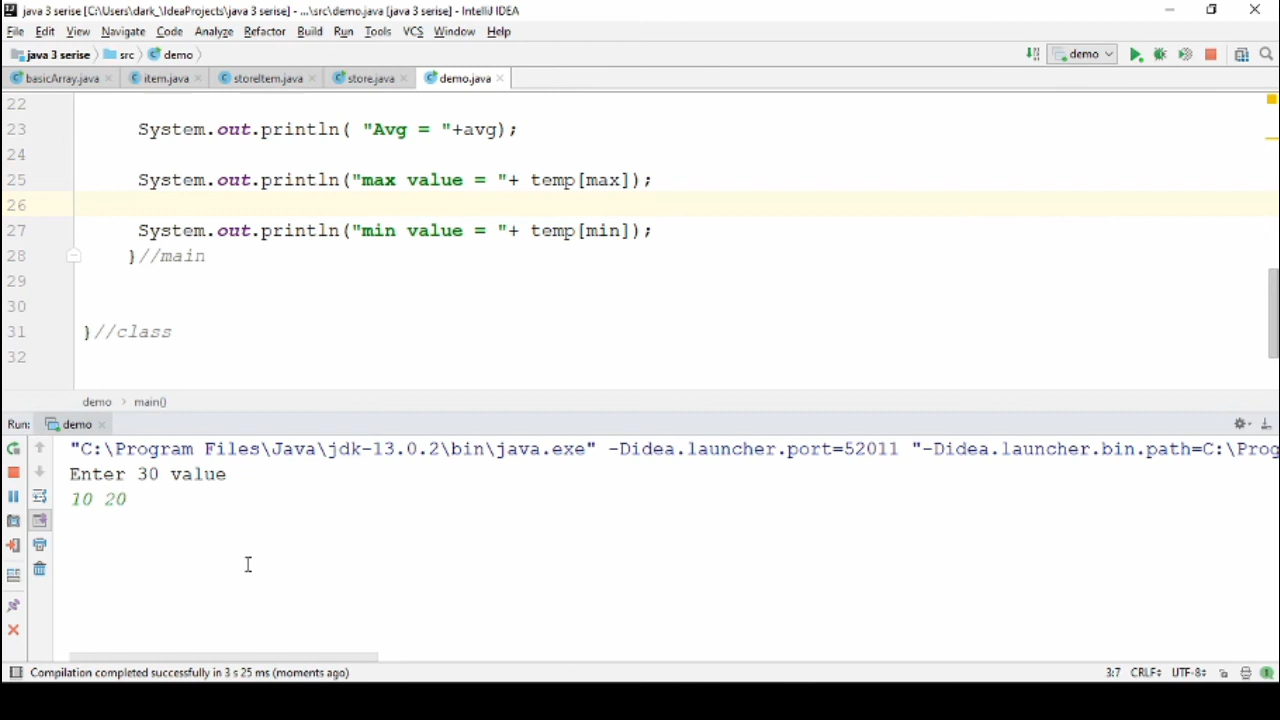 java 3 serise [C:\Users\dark_\IdeaProjects\java 3 serise] - ...\src\demo.java [java 3 serise] - IntelliJ IDEA
File Edit View Navigate Code Analyze Refactor Build Run Tools VCS Window Help
java 3 serise src demo demo
basicArray.java item.java storeItem.java store.java demo.java
22
23 System.out.println( "Avg = "+avg);
24
25 System.out.println("max value = "+ temp[max]);
26
27 System.out.println("min value = "+ temp[min]);
28 }//main
29
30
31 }//class
32
demo main()
Run: demo
"C:\Program Files\Java\jdk-13.0.2\bin\java.exe" -Didea.launcher.port=52011 "-Didea.launcher.bin.path=C:\Prog
Enter 30 value
10 20
Compilation completed successfully in 3 s 25 ms (moments ago) 3:7 CRLF UTF-8